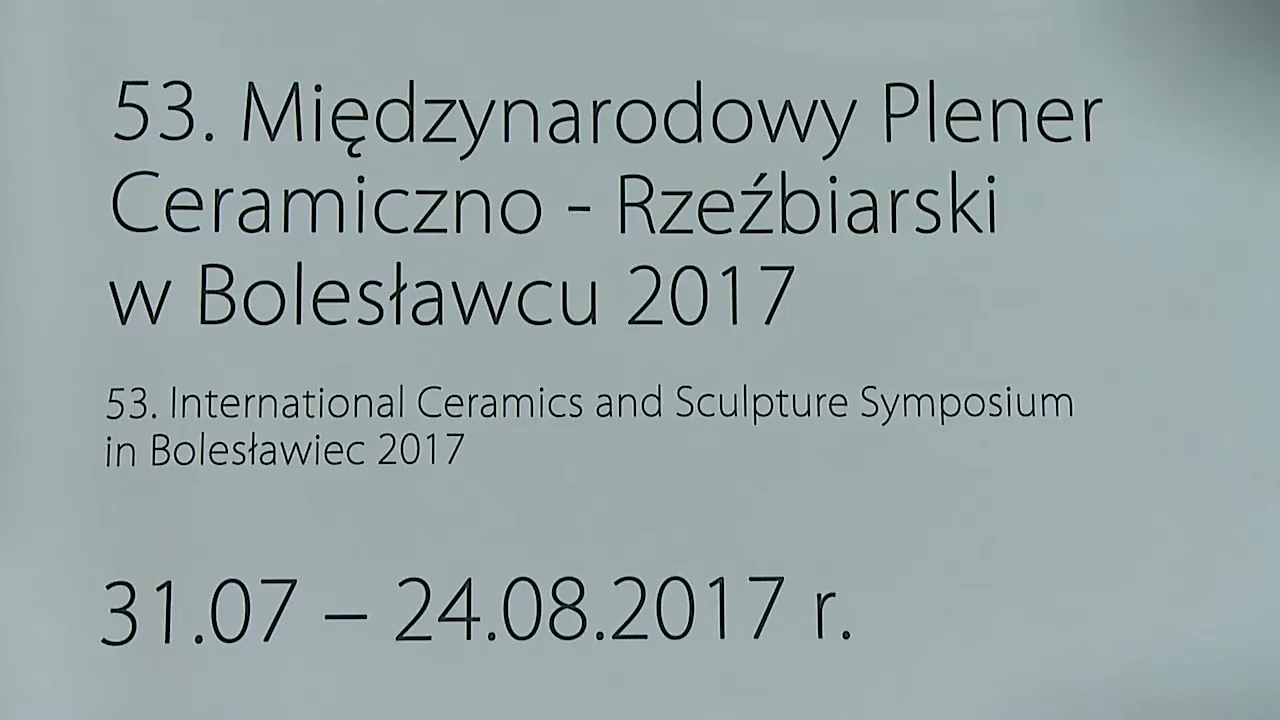 53. Międzynarodowy Plener
Ceramiczno - Rzeźbiarski
w Bolesławcu 2017
53. International Ceramics and Sculpture Symposium
in Bolesławiec 2017
31.07 – 24.08.2017 r.